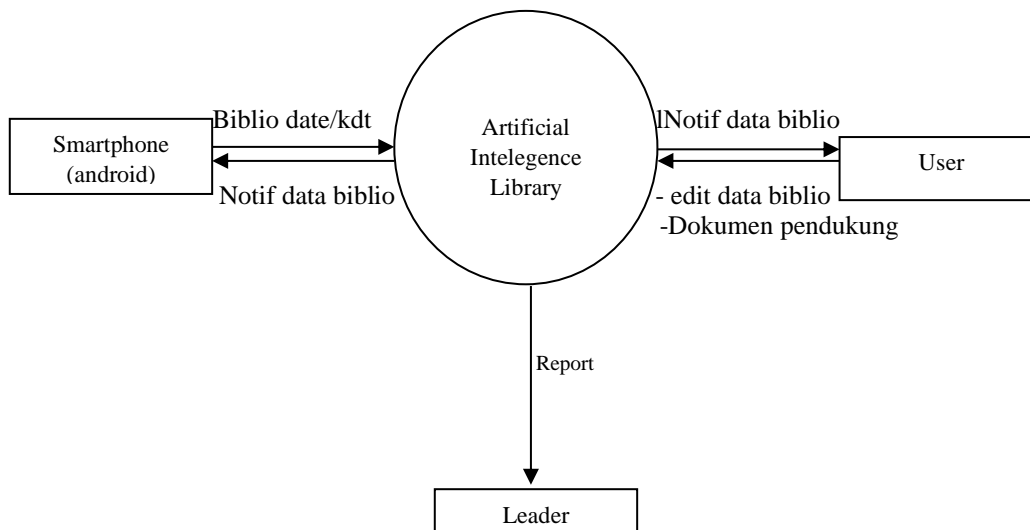 Biblio date/kdt
Smartphone
(android)
Notif data biblio
Artificial
Intelegence
Library
lNotif data biblio
User
- edit data biblio
-Dokumen pendukung
Report
Leader